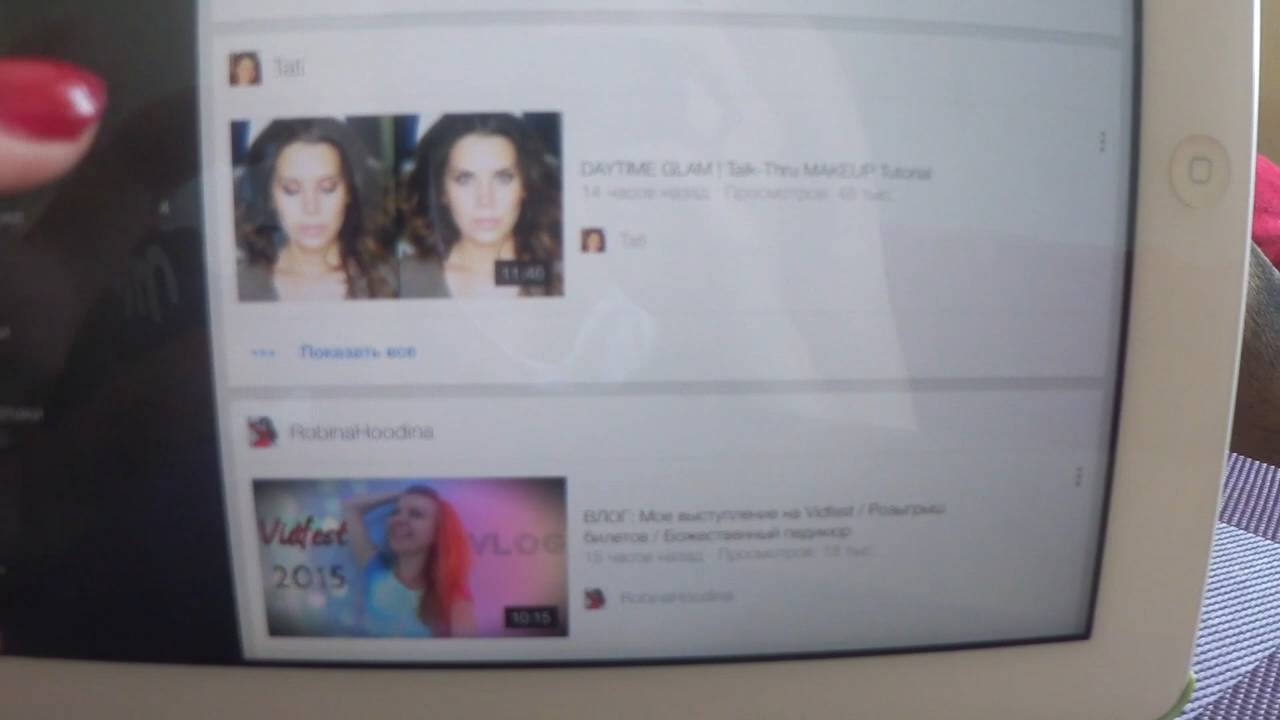 Tati
11:46
DAYTIME GLAM | Talk-Thru MAKEUP Tutorial
14 часов назад Просмотров: 48 тыс.
Tati
Показать все
RobinaHoodina
Vidfest
2015
VLOG
10:15
ВЛОГ: Мое выступление на Vidfest / Розыгрыш
билетов / Божественный педикюр
15 часов назад Просмотров: 18 тыс.
RobinaHoodina